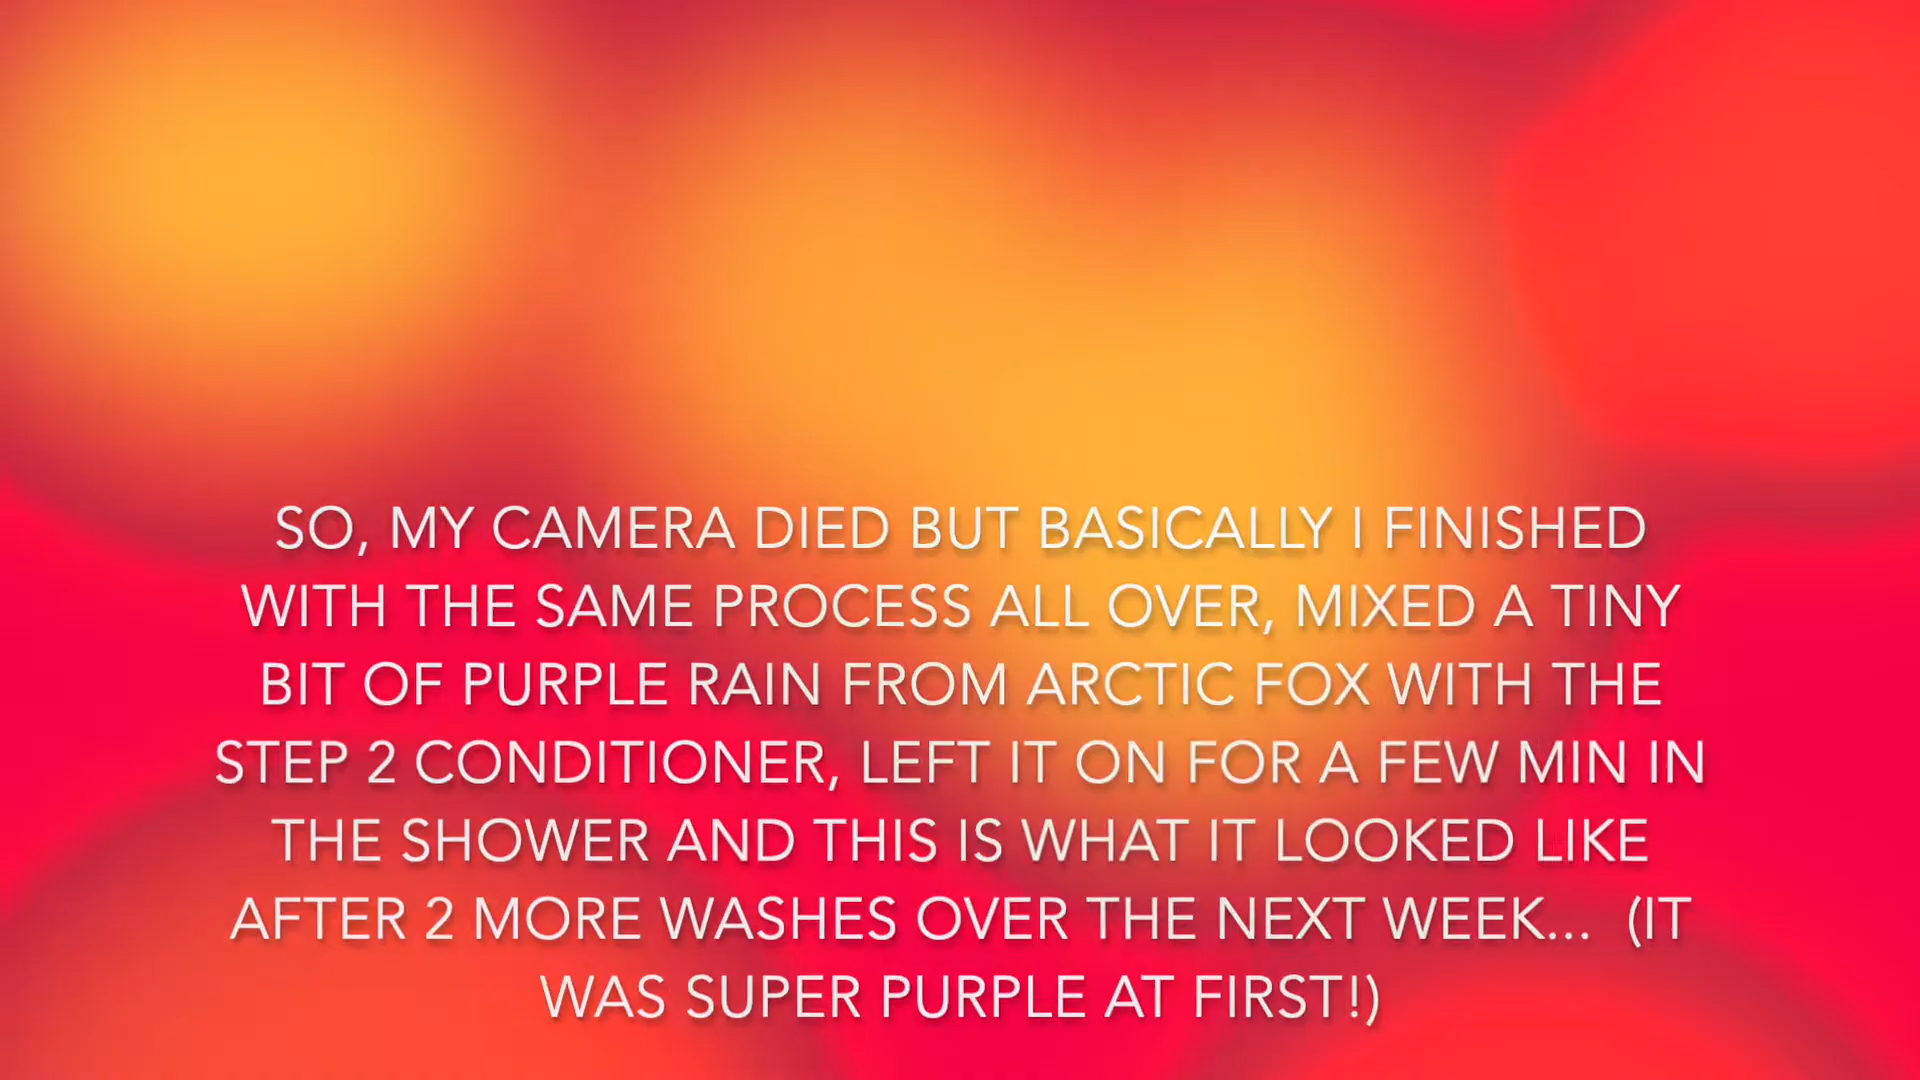 SO, MY CAMERA DIED BUT BASICALLY I FINISHED
WITH THE SAME PROCESS ALL OVER, MIXED A TINY
BIT OF PURPLE RAIN FROM ARCTIC FOX WITH THE
STEP 2 CONDITIONER, LEFT IT ON FOR A FEW MIN IN
THE SHOWER AND THIS IS WHAT IT LOOKED LIKE
AFTER 2 MORE WASHES OVER THE NEXT WEEK...  (IT
WAS SUPER PURPLE AT FIRST!)